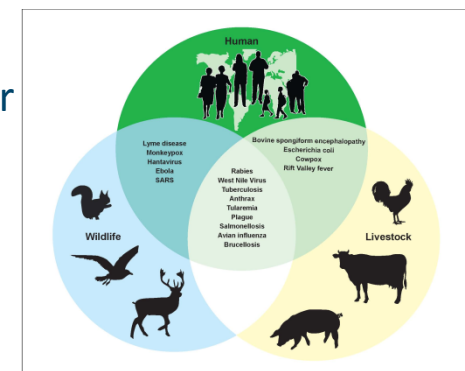 r
Human
Lyme disease
Monkeypox
Hantavirus
Ebola
SARS
Bovine spongiform encephalopathy
Escherichia coli
Cowpox
Rift Valley fever
Rabies
West Nile Virus
Tuberculosis
Anthrax
Tularemia
Plague
Salmonellosis
Avian influenza
Brucellosis
Wildlife
Livestock